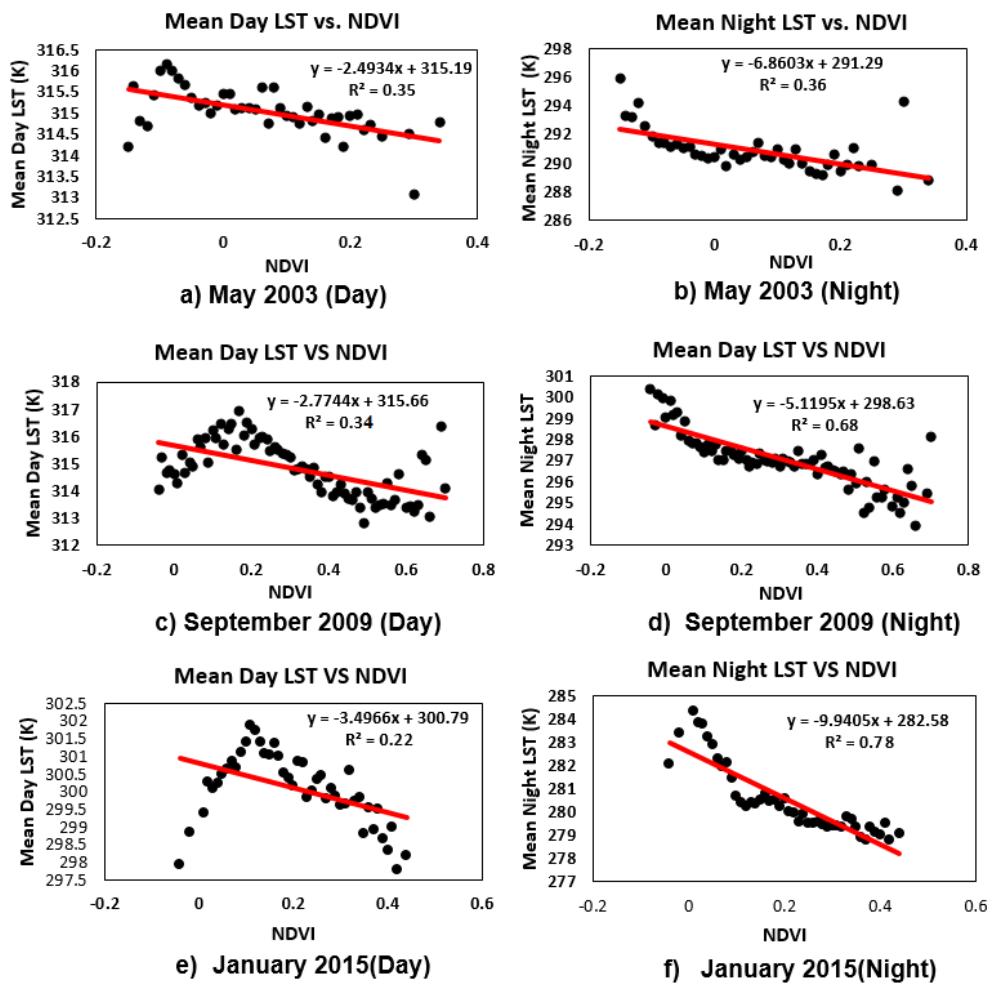 Mean Day LST vs. NDVI
y = -2.4934x + 315.19
R² = 0.35
Mean Day LST (K)
316.5
316
315.5
315
314.5
314
313.5
313
312.5
-0.2
0
0.2
0.4
NDVI
a) May 2003 (Day)
Mean Night LST vs. NDVI
y = -6.8603x + 291.29
R² = 0.36
Mean Night LST (K)
298
296
294
292
290
288
286
-0.2
0
0.2
0.4
NDVI
b) May 2003 (Night)
Mean Day LST VS NDVI
y = -2.7744x + 315.66
R² = 0.34
Mean Day LST (K)
318
317
316
315
314
313
312
-0.2
0
0.2
0.4
0.6
0.8
NDVI
c) September 2009 (Day)
Mean Day LST VS NDVI
y = -5.1195x + 298.63
R² = 0.68
Mean Night LST
301
300
299
298
297
296
295
294
293
-0.2
0
0.2
0.4
0.6
0.8
NDVI
d) September 2009 (Night)
Mean Day LST VS NDVI
y = -3.4966x + 300.79
R² = 0.22
Mean Day LST (K)
302.5
302
301.5
301
300.5
300
299.5
299
298.5
298
297.5
-0.2
0
0.2
0.4
0.6
NDVI
e) January 2015(Day)
Mean Night LST VS NDVI
y = -9.9405x + 282.58
R² = 0.78
Mean Night LST (K)
285
284
283
282
281
280
279
278
277
-0.2
0
0.2
0.4
0.6
NDVI
f) January 2015(Night)